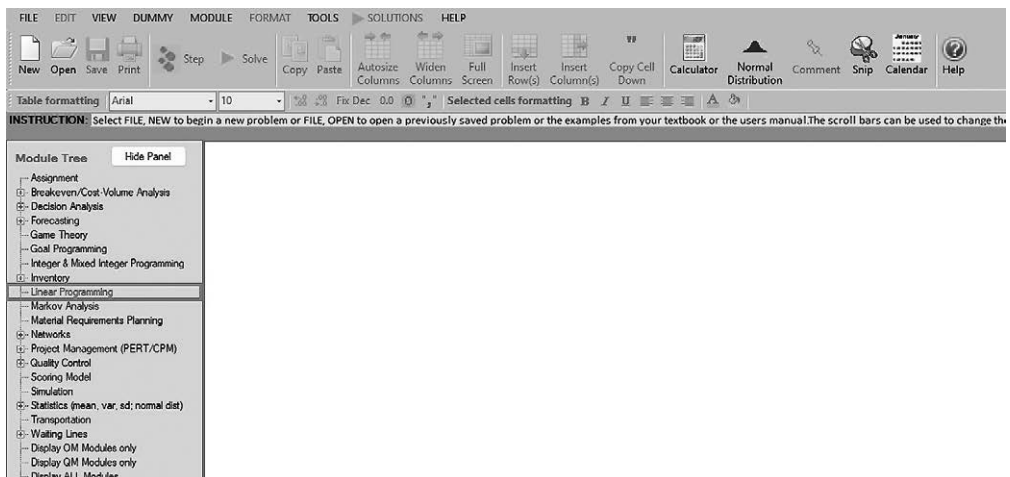 FILE EDIT VIEW DUMMY MODULE FORMAT TOOLS SOLUTIONS HELP
New Open Save Print Step Solve Copy Paste Autosize Columns Widen Columns Full Screen Insert Row(s) Insert Column(s) Copy Cell Down Calculator Normal Distribution Comment Snip January Calendar Help
Table formatting Arial 10 Fix Dec 0.0 0 "," Selected cells formatting B I U A
INSTRUCTION: Select FILE, NEW to begin a new problem or FILE, OPEN to open a previously saved problem or the examples from your textbook or the users manual.The scroll bars can be used to change the
Module Tree Hide Panel
Assignment
Breakeven/Cost-Volume Analysis
Decision Analysis
Forecasting
Game Theory
Goal Programming
Integer & Mixed Integer Programming
Inventory
Linear Programming
Markov Analysis
Material Requirements Planning
Networks
Project Management (PERT/CPM)
Quality Control
Scoring Model
Simulation
Statistics (mean, var, sd; normal dist)
Transportation
Waiting Lines
Display OM Modules only
Display QM Modules only
Display ALL Modules